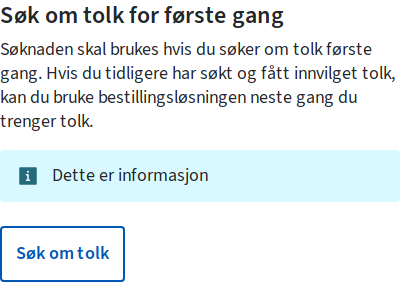 Søk om tolk for første gang
Søknaden skal brukes hvis du søker om tolk første
gang. Hvis du tidligere har søkt og fått innvilget tolk,
kan du bruke bestillingsløsningen neste gang du
trenger tolk.
Dette er informasjon
Søk om tolk